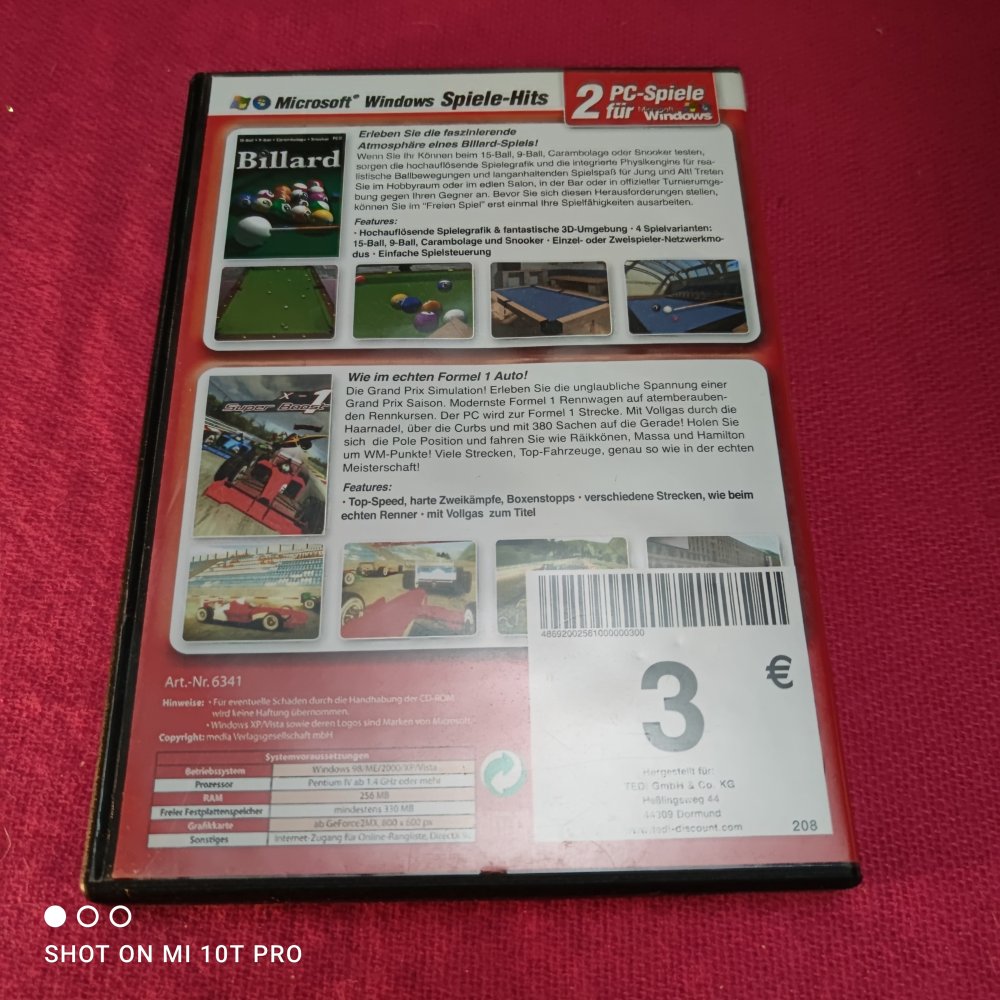 Microsoft® Windows Spiele-Hits
2 PC-Spiele
für Microsoft
Windows
15-Ball • 9-Ball • Carambolage • Snooker
Billard
Erleben Sie die faszinierende
Atmosphäre eines Billard-Spiels!
Wenn Sie Ihr Können beim 15-Ball, 9-Ball, Carambolage oder Snooker testen,
sorgen die hochauflösende Spielegrafik und die integrierte Physikengine für rea-
listische Ballbewegungen und langanhaltenden Spielspaß für Jung und Alt! Treten
Sie im Hobbyraum oder im edlen Salon, in der Bar oder in offizieller Turnierumge-
bung gegen Ihren Gegner an. Bevor Sie sich diesen Herausforderungen stellen,
können Sie im "Freien Spiel" erst einmal Ihre Spielfähigkeiten ausarbeiten.
Features:
· Hochauflösende Spielegrafik & fantastische 3D-Umgebung · 4 Spielvarianten:
15-Ball, 9-Ball, Carambolage und Snooker · Einzel- oder Zweispieler-Netzwerkmo-
dus · Einfache Spielsteuerung
X-1
Super Boost
Wie im echten Formel 1 Auto!
Die Grand Prix Simulation! Erleben Sie die unglaubliche Spannung einer
Grand Prix Saison. Modernste Formel 1 Rennwagen auf atemberauben-
den Rennkursen. Der PC wird zur Formel 1 Strecke. Mit Vollgas durch die
Haarnadel, über die Curbs und mit 380 Sachen auf die Gerade! Holen Sie
sich die Pole Position und fahren Sie wie Räikkönen, Massa und Hamilton
um WM-Punkte! Viele Strecken, Top-Fahrzeuge, genau so wie in der echten
Meisterschaft!
Features:
· Top-Speed, harte Zweikämpfe, Boxenstopps · verschiedene Strecken, wie beim
echten Renner · mit Vollgas zum Titel
Art.-Nr. 6341
Hinweise: • Für eventuelle Schäden durch die Handhabung der CD-ROM
wird keine Haftung übernommen.
• Windows XP/Vista sowie deren Logos sind Marken von Microsoft.
Copyright: media Verlagsgesellschaft mbH
Systemvoraussetzungen
Betriebssystem Windows 98/ME/2000/XP/Vista
Prozessor Pentium IV ab 1.4 GHz oder mehr
RAM 256 MB
Freier Festplattenspeicher mindestens 330 MB
Grafikkarte ab GeForce2MX, 800 x 600 px
Sonstiges Internet-Zugang für Online-Rangliste,
48692002561000000300
3 €
Hergestellt für:
TEDi GmbH & Co. KG
Heßlingsweg 44
44309 Dortmund
www.tedi-discount.com
208
SHOT ON MI 10T PRO